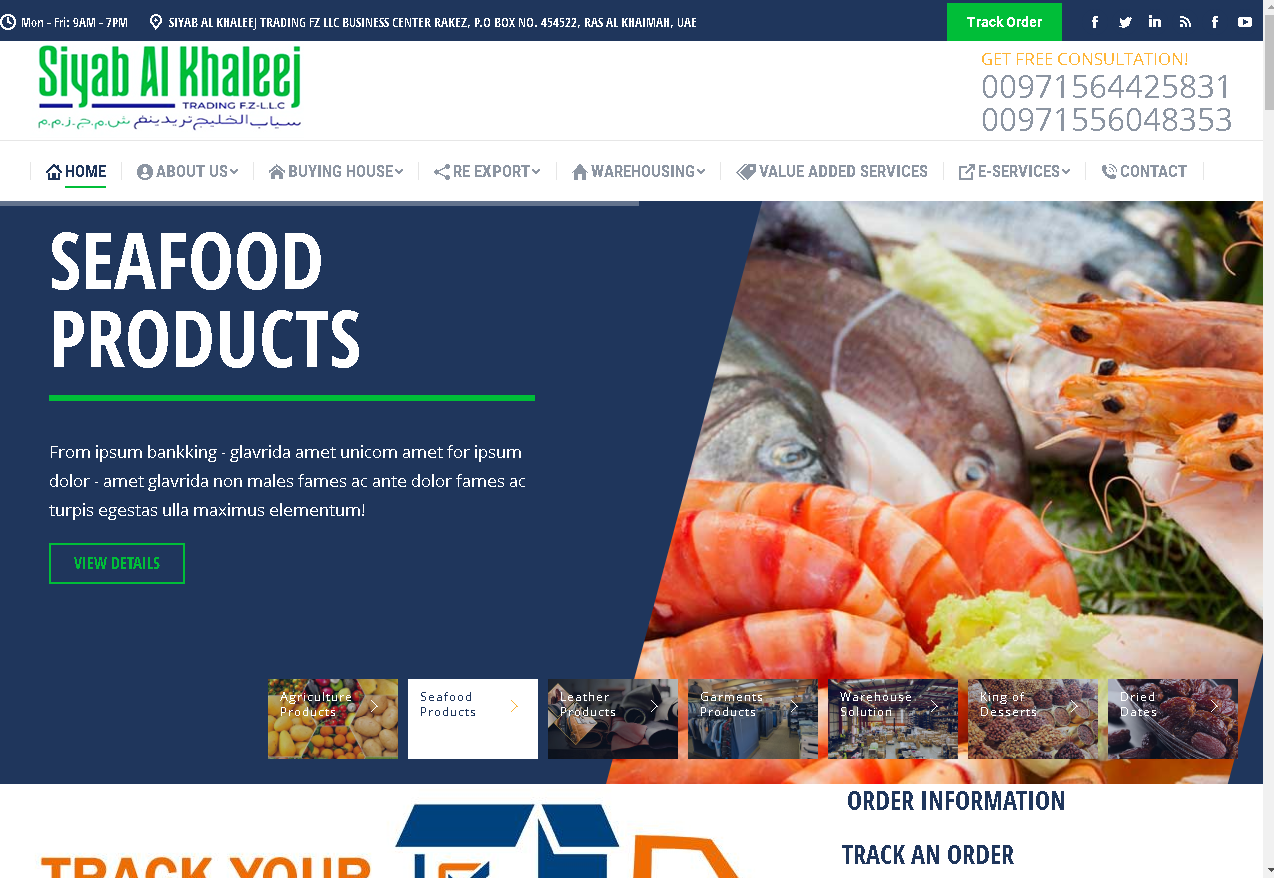 Mon - Fri: 9AM - 7PM
SIYAB AL KHALEEJ TRADING FZ LLC BUSINESS CENTER RAKEZ, P.O BOX NO. 454522, RAS AL KHAIMAH, UAE
Track Order
Siyab Al Khaleej
TRADING F.Z-L.L.C
سياب الخليج تريدينغ ش.م.ح.ز.م.م
GET FREE CONSULTATION!
00971564425831
00971556048353
HOME
ABOUT US
BUYING HOUSE
RE EXPORT
WAREHOUSING
VALUE ADDED SERVICES
E-SERVICES
CONTACT
SEAFOOD
PRODUCTS
From ipsum bankking - glavrida amet unicom amet for ipsum
dolor - amet glavrida non males fames ac ante dolor fames ac
turpis egestas ulla maximus elementum!
VIEW DETAILS
Agriculture
Products
Seafood
Products
Leather
Products
Garments
Products
Warehouse
Solution
King of
Desserts
Dried
Dates
ORDER INFORMATION
TRACK YOUR
TRACK AN ORDER